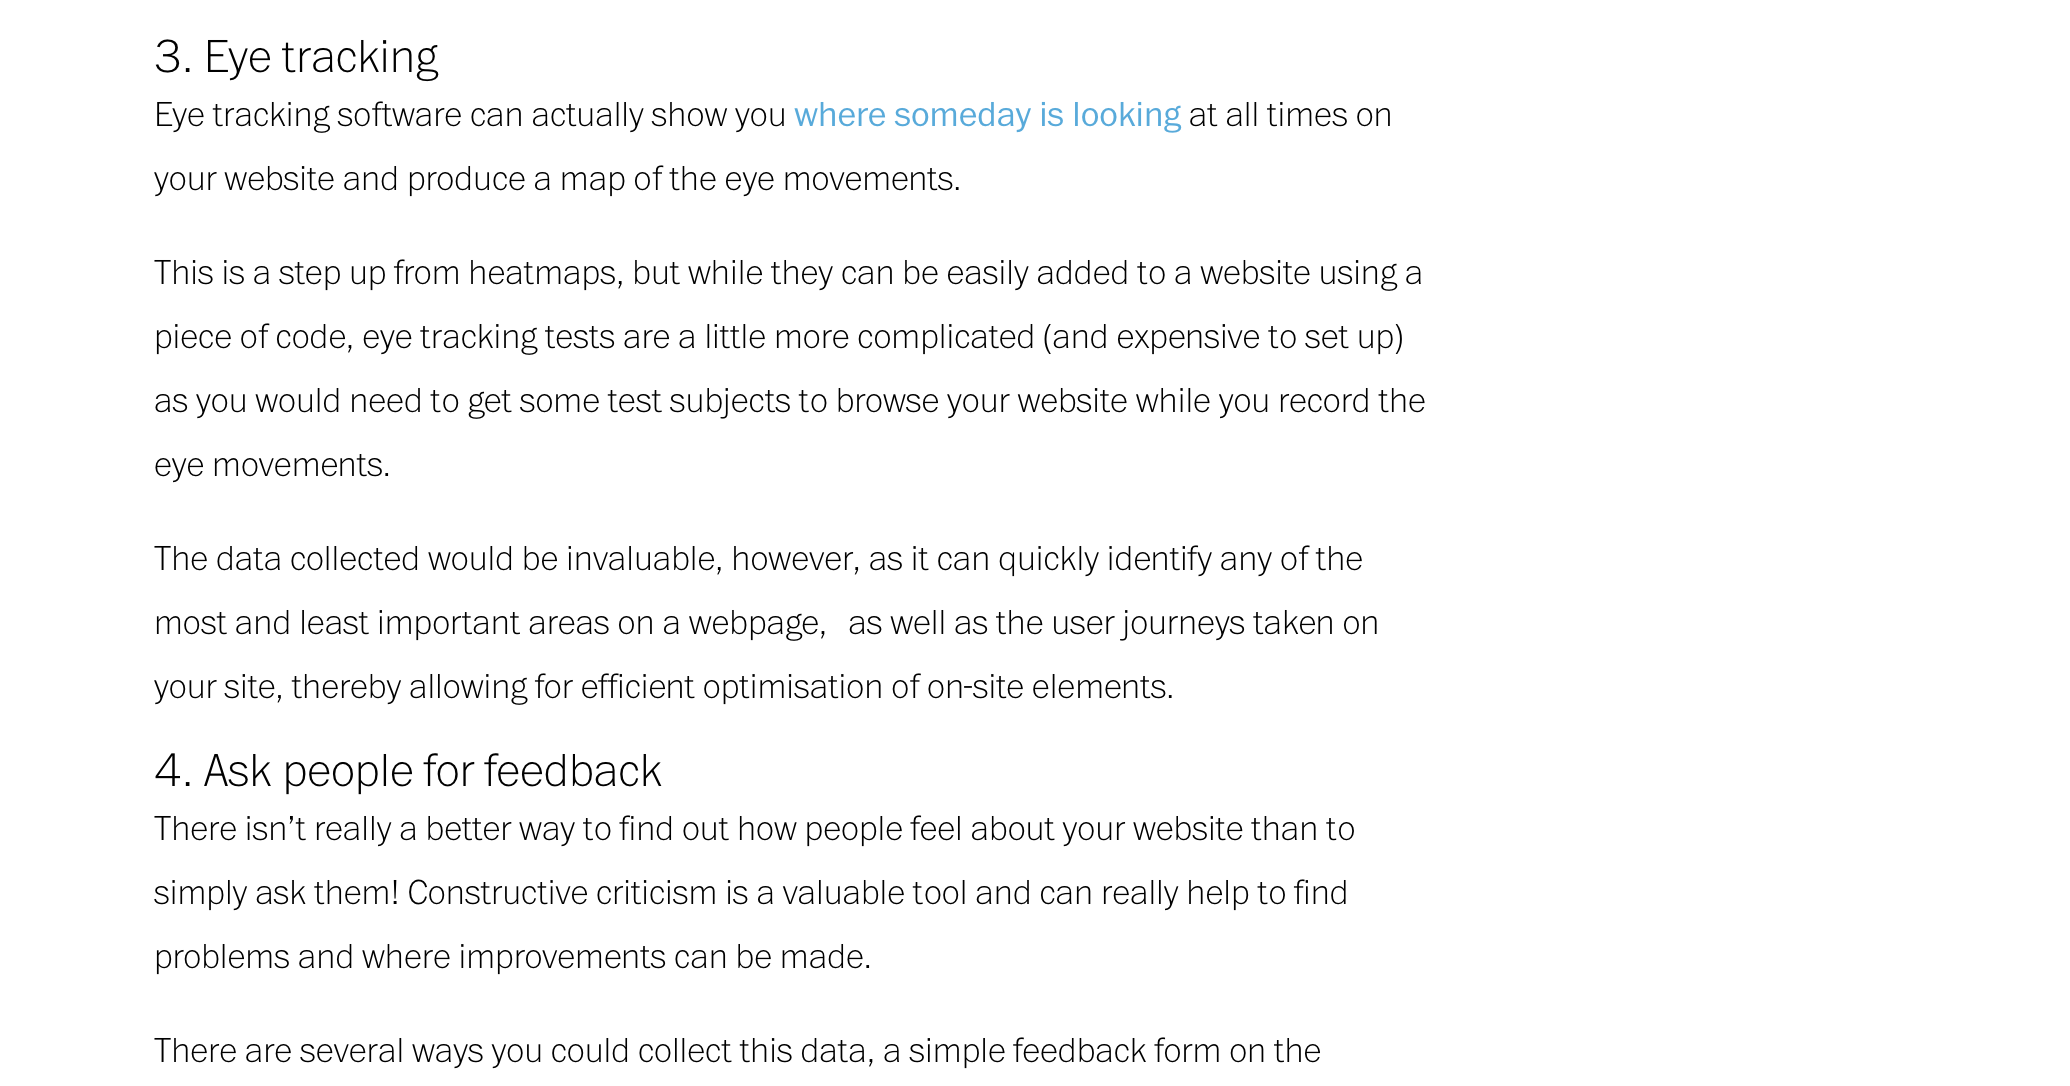 3. Eye tracking
Eye tracking software can actually show you where someday is looking at all times on
your website and produce a map of the eye movements.
This is a step up from heatmaps, but while they can be easily added to a website using a
piece of code, eye tracking tests are a little more complicated (and expensive to set up)
as you would need to get some test subjects to browse your website while you record the
eye movements.
The data collected would be invaluable, however, as it can quickly identify any of the
most and least important areas on a webpage,  as well as the user journeys taken on
your site, thereby allowing for efficient optimisation of on-site elements.
4. Ask people for feedback
There isn’t really a better way to find out how people feel about your website than to
simply ask them! Constructive criticism is a valuable tool and can really help to find
problems and where improvements can be made.
There are several ways you could collect this data, a simple feedback form on the